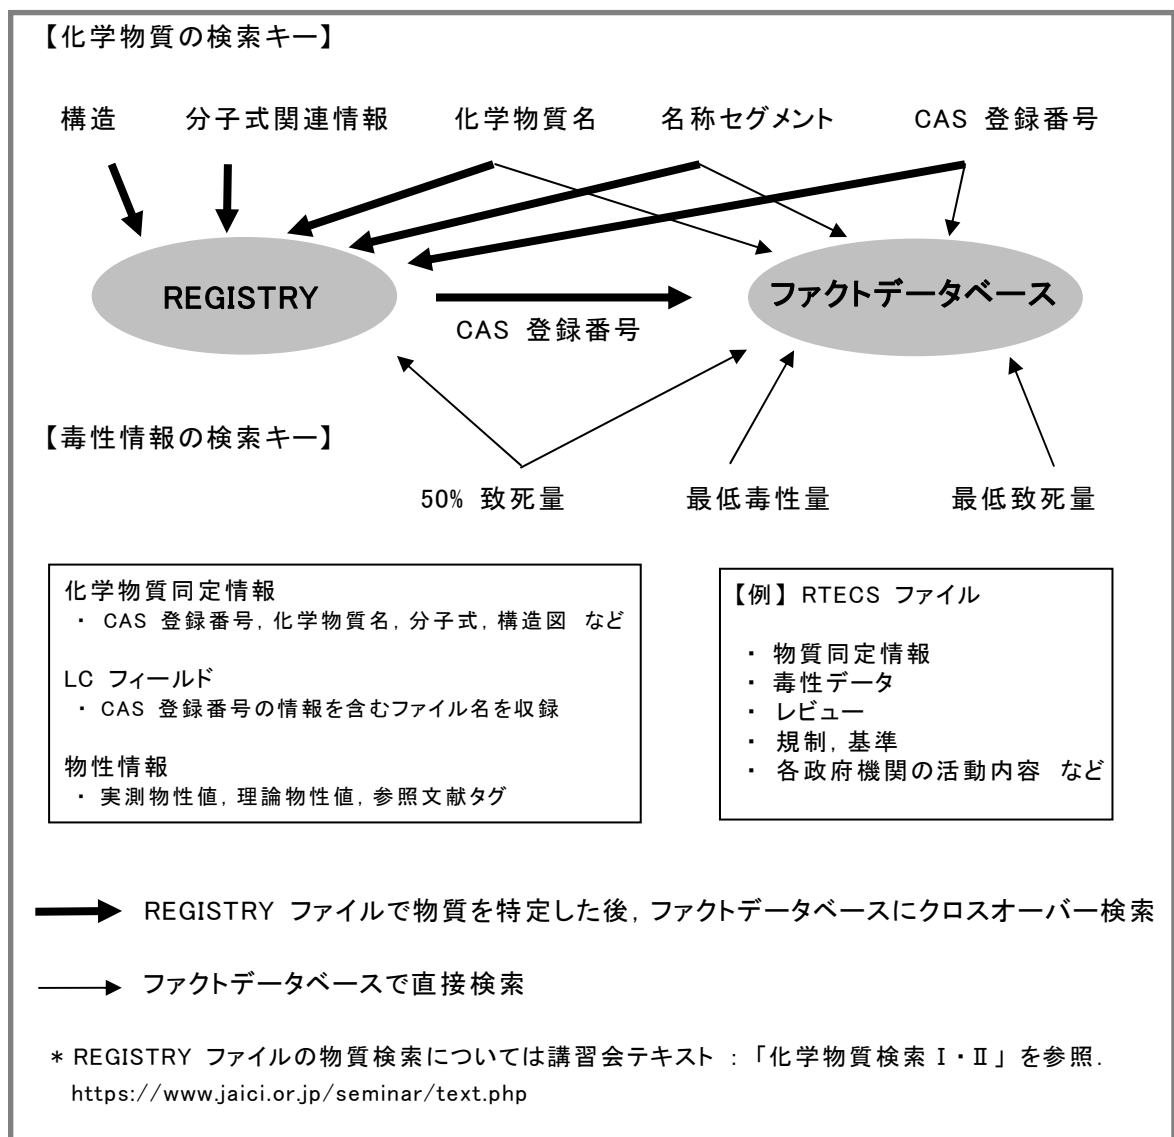 【化学物質の検索キー】
構造 分子式関連情報 化学物質名 名称セグメント CAS 登録番号
REGISTRY ファクトデータベース
CAS 登録番号
【毒性情報の検索キー】
50% 致死量 最低毒性量 最低致死量
化学物質同定情報
・ CAS 登録番号, 化学物質名, 分子式, 構造図 など
LC フィールド
・ CAS 登録番号の情報を含むファイル名を収録
物性情報
・ 実測物性値, 理論物性値, 参照文献タグ
【例】 RTECS ファイル
・ 物質同定情報
・ 毒性データ
・ レビュー
・ 規制, 基準
・ 各政府機関の活動内容 など
REGISTRY ファイルで物質を特定した後, ファクトデータベースにクロスオーバー検索
ファクトデータベースで直接検索
* REGISTRY ファイルの物質検索については講習会テキスト : 「化学物質検索 I・II」 を参照.
https://www.jaici.or.jp/seminar/text.php